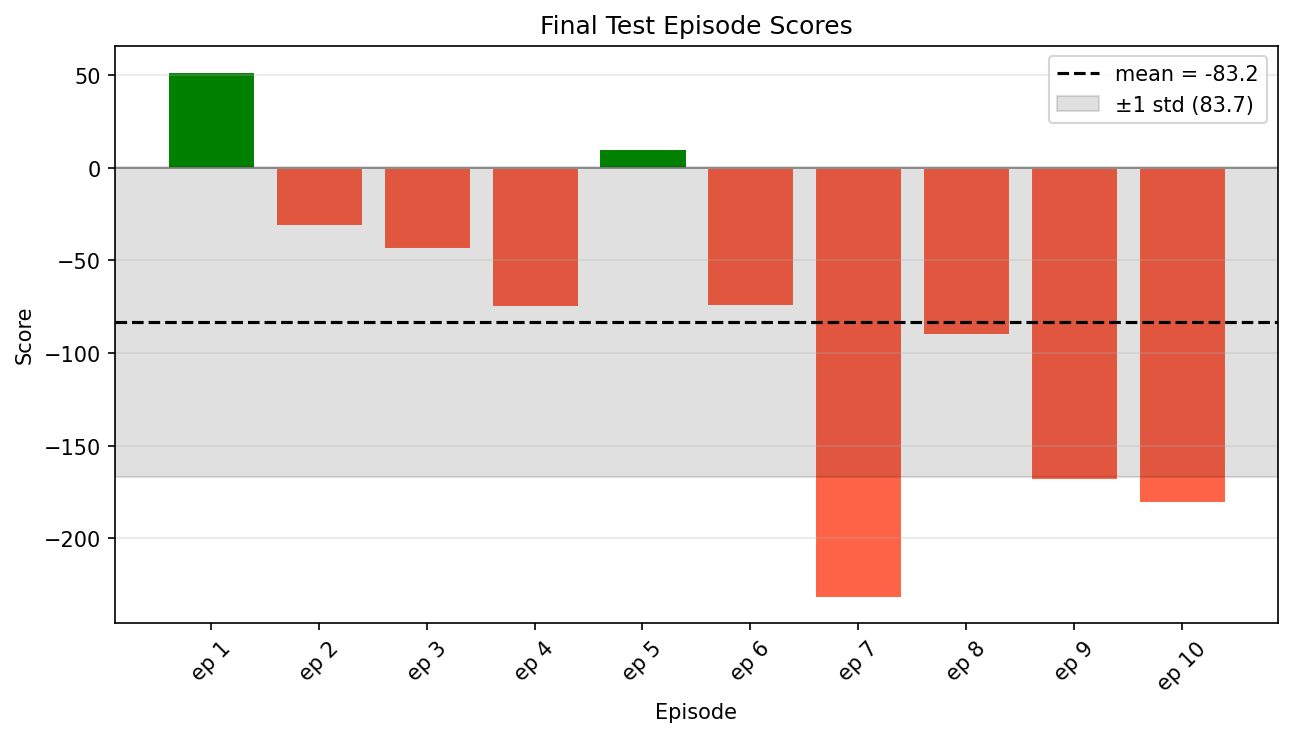 Final Test Episode Scores
mean = -83.2
±1 std (83.7)
50
0
−50
−100
−150
−200
Score
ep 1
ep 2
ep 3
ep 4
ep 5
ep 6
ep 7
ep 8
ep 9
ep 10
Episode